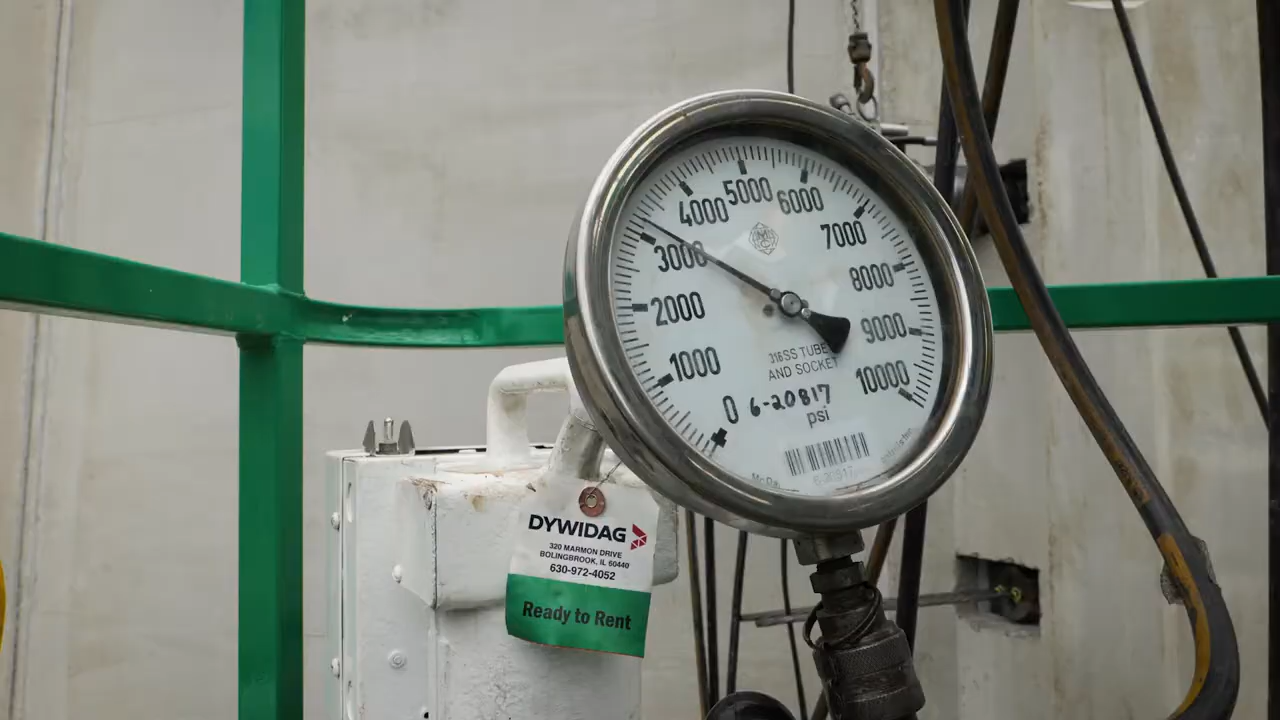 5000
4000
6000
3000
7000
2000
8000
1000
9000
0
10000
316SS TUBE
AND SOCKET
6-20817
psi
DYWIDAG
320 MARMON DRIVE
BOLINGBROOK, IL 60440
630-972-4052
Ready to Rent